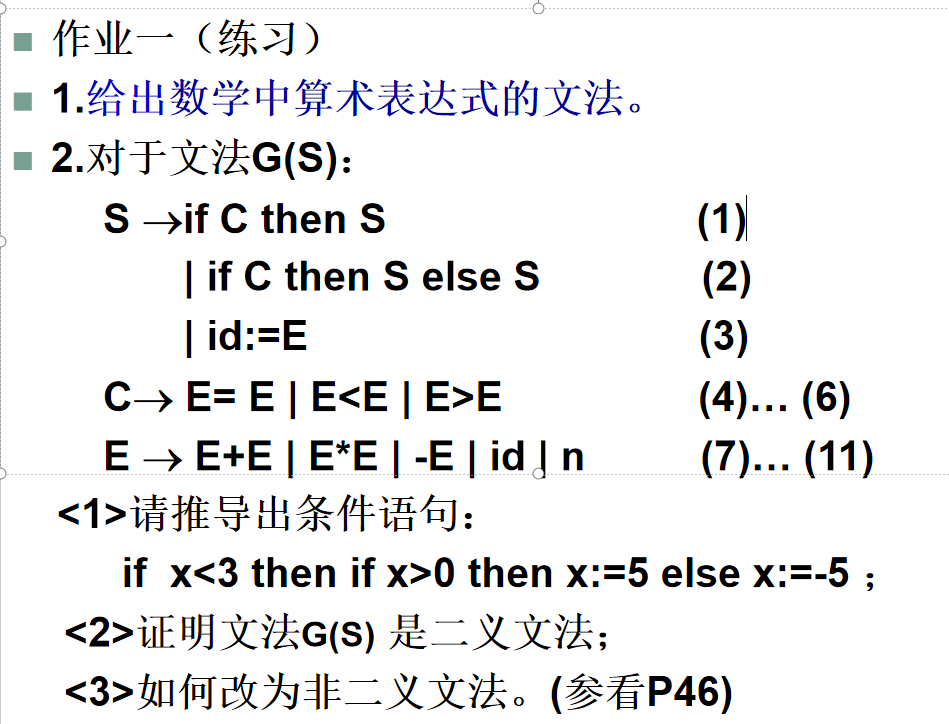 作业一（练习）
1.给出数学中算术表达式的文法。
2.对于文法G(S)：
S →if C then S (1)
| if C then S else S (2)
| id:=E (3)
C→ E= E | E<E | E>E (4)… (6)
E → E+E | E*E | -E | id | n (7)… (11)
<1>请推导出条件语句：
if x<3 then if x>0 then x:=5 else x:=-5 ；
<2>证明文法G(S) 是二义文法；
<3>如何改为非二义文法。(参看P46)